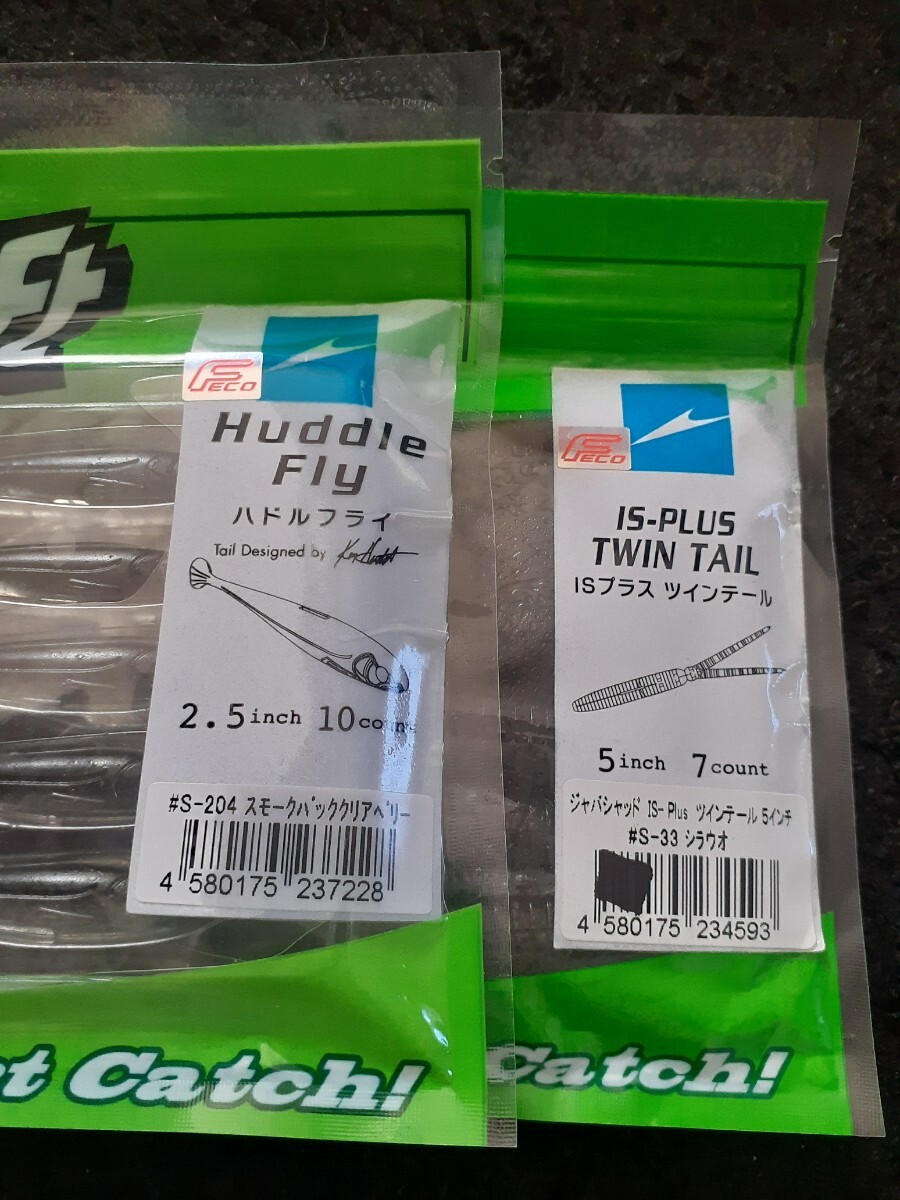 ft
FECO
Huddle
Fly
ハドルフライ
Tail Designed by
2.5inch 10count
#S-204 スモークバッククリアベリー
4 580175 237228
st Catch!
FECO
IS-PLUS
TWIN TAIL
ISプラス ツインテール
5inch 7count
ジャバシャッド IS-Plus ツインテール 5インチ
#S-33 シラウオ
4 580175 234593
Catch!